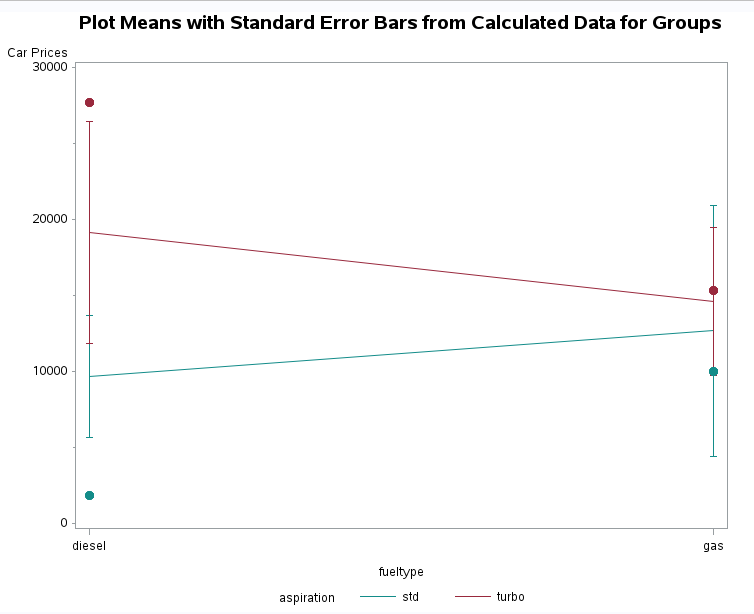 Plot Means with Standard Error Bars from Calculated Data for Groups
Car Prices
30000
20000
10000
0
diesel gas
fueltype
aspiration std turbo